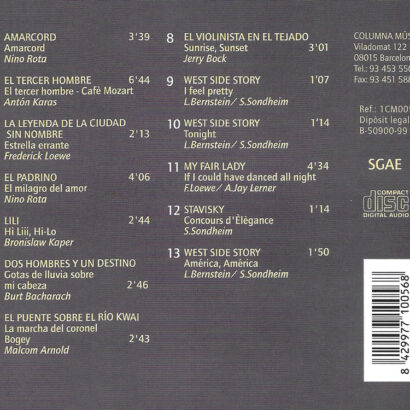 AMARCORD 3'39
Amarcord
Nino Rota
EL TERCER HOMBRE 6'44
El tercer hombre - Café Mozart
Antón Karas
LA LEYENDA DE LA CIUDAD
SIN NOMBRE 2'13
Estrella errante
Frederick Loewe
EL PADRINO 4'06
El milagro del amor
Nino Rota
LILI 2'44
Hi Liii, Hi-Lo
Bronislaw Kaper
DOS HOMBRES Y UN DESTINO
Gotas de lluvia sobre
mi cabeza 2'46
Burt Bacharach
EL PUENTE SOBRE EL RÍO KWAI
La marcha del coronel
Bogey 2'43
Malcom Arnold
8 EL VIOLINISTA EN EL TEJADO
Sunrise, Sunset 3'01
Jerry Bock
9 WEST SIDE STORY 1'07
I feel pretty
L.Bernstein/ S.Sondheim
10 WEST SIDE STORY 1'14
Tonight
L.Bernstein/ S.Sondheim
11 MY FAIR LADY 4'34
If I could have danced all night
F.Loewe/ A.Jay Lerner
12 STAVISKY 1'14
Concours d'Èlègance
S.Sondheim
13 WEST SIDE STORY 1'50
América, América
L.Bernstein/ S.Sondheim
COLUMNA MÚS
Viladomat 122
08015 Barcelon
Tel: 93 453 550
Fax: 93 451 588
Ref.: 1CM005
Dipòsit legal
B-50900-99
SGAE
COMPACT
disc
DIGITAL AUDIO
8 429977 100568